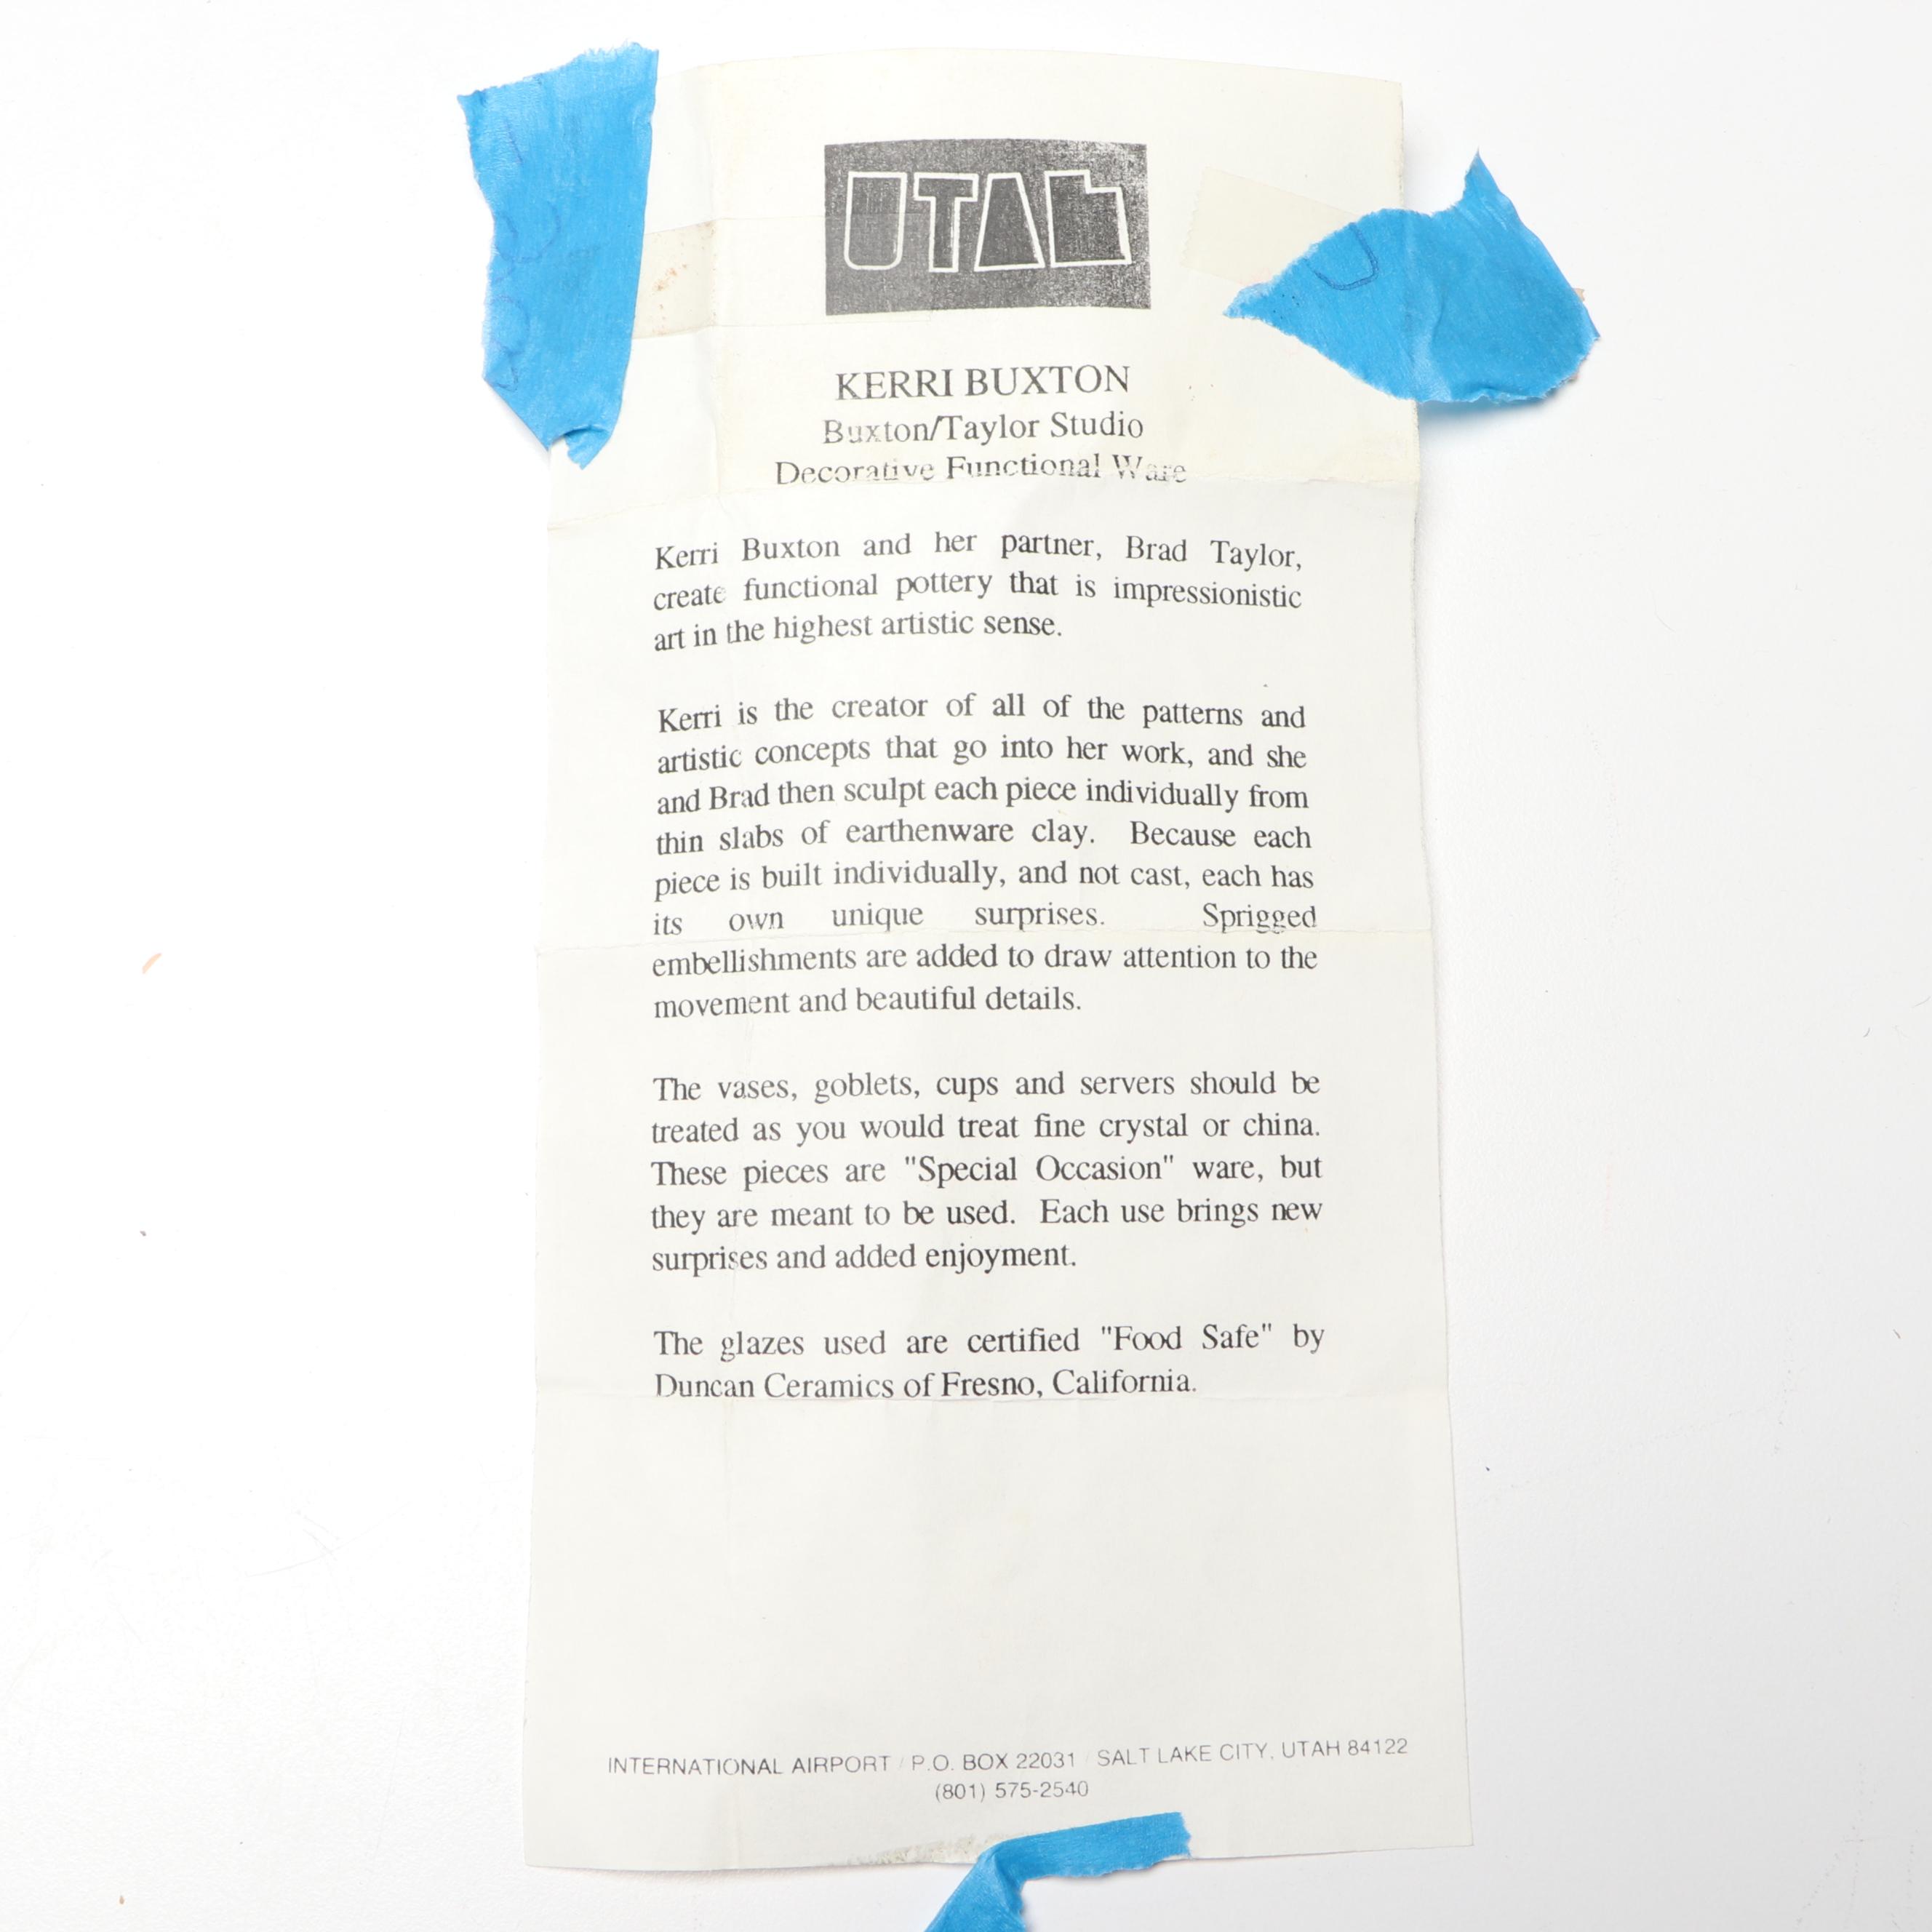 UTAH
KERRI BUXTON
Buxton/Taylor Studio
Decorative Functional Ware
Kerri Buxton and her partner, Brad Taylor,
create functional pottery that is impressionistic
art in the highest artistic sense.
Kerri is the creator of all of the patterns and
artistic concepts that go into her work, and she
and Brad then sculpt each piece individually from
thin slabs of earthenware clay. Because each
piece is built individually, and not cast, each has
its own unique surprises. Sprigged
embellishments are added to draw attention to the
movement and beautiful details.
The vases, goblets, cups and servers should be
treated as you would treat fine crystal or china.
These pieces are "Special Occasion" ware, but
they are meant to be used. Each use brings new
surprises and added enjoyment.
The glazes used are certified "Food Safe" by
Duncan Ceramics of Fresno, California.
INTERNATIONAL AIRPORT / P.O. BOX 22031 / SALT LAKE CITY, UTAH 84122
(801) 575-2540